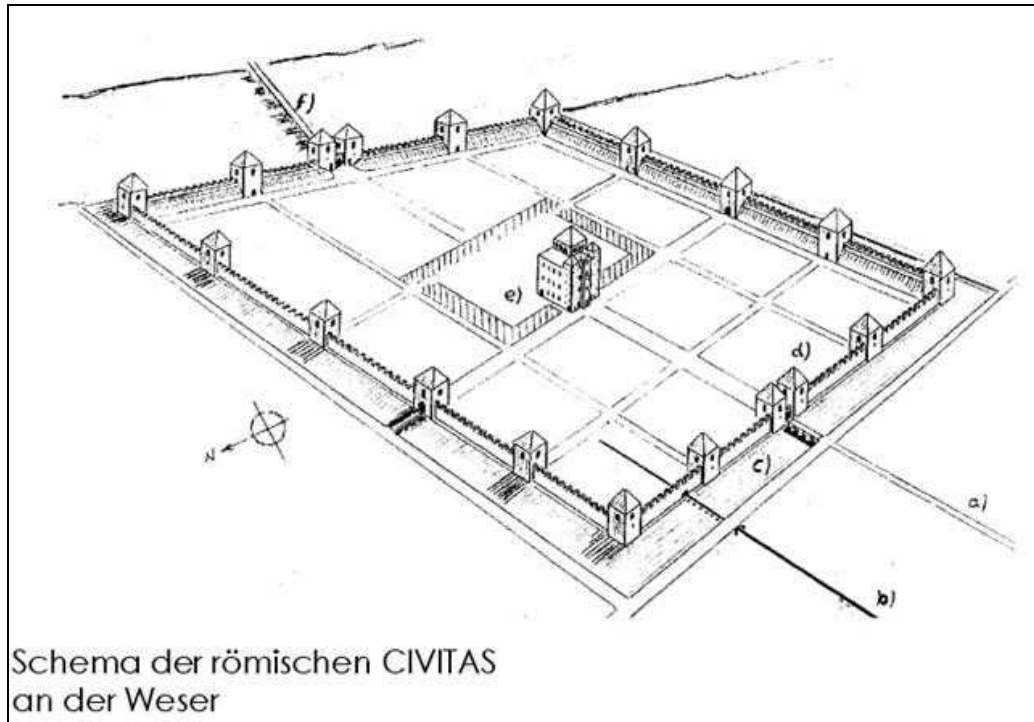 f)
e)
d)
N
c)
a)
b)
Schema der römischen CIVITAS
an der Weser